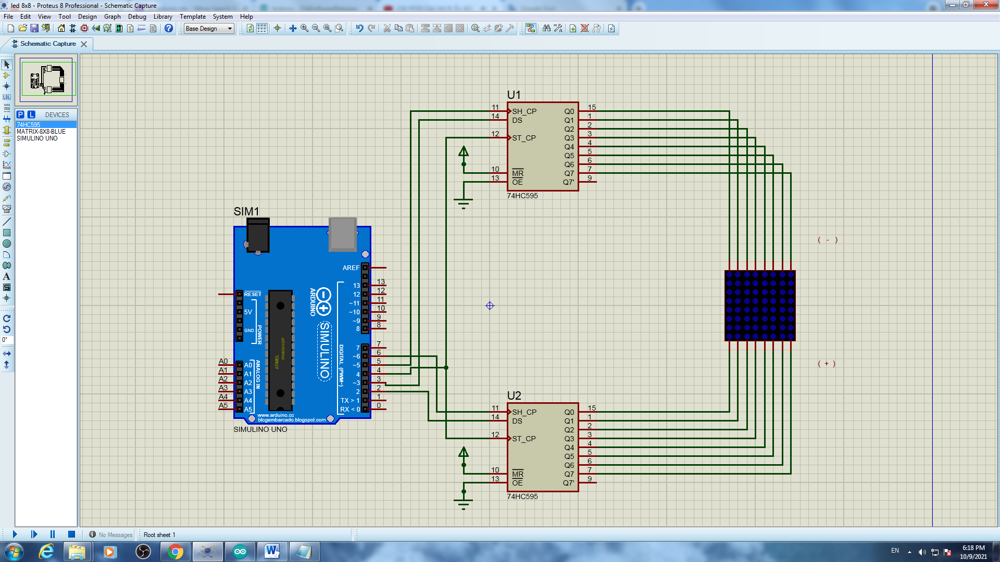 led 8x8 - Proteus 8 Professional - Schematic Capture
File Edit View Tool Design Graph Debug Library Template System Help
Base Design
Schematic Capture
P L DEVICES
74HC595
MATRIX-8X8-BLUE
SIMULINO UNO
LBL
A
S
0°
U1
11 SH_CP Q0 15
14 DS Q1 1
Q2 2
12 ST_CP Q3 3
Q4 4
Q5 5
Q6 6
10 MR Q7 7
13 OE Q7' 9
74HC595
SIM1
AREF
13 13
RESET 12 12
~11 11
5V ~10 10
~9 9
GND 8 8
POWER
ARDUINO
SIMULINO
ATMEL
ATMEGA328P
DIGITAL (PWM~)
ANALOG IN
7 7
~6 6
A0 A0 ~5 5
A1 A1 4 4
A2 A2 ~3 3
A3 A3 2 2
A4 A4 TX > 1 1
A5 A5 RX < 0 0
www.arduino.cc
blogembarcado.blogspot.com
SIMULINO UNO
( - )
( + )
U2
11 SH_CP Q0 15
14 DS Q1 1
Q2 2
12 ST_CP Q3 3
Q4 4
Q5 5
Q6 6
10 MR Q7 7
13 OE Q7' 9
74HC595
No Messages Root sheet 1
EN
6:18 PM
10/9/2021